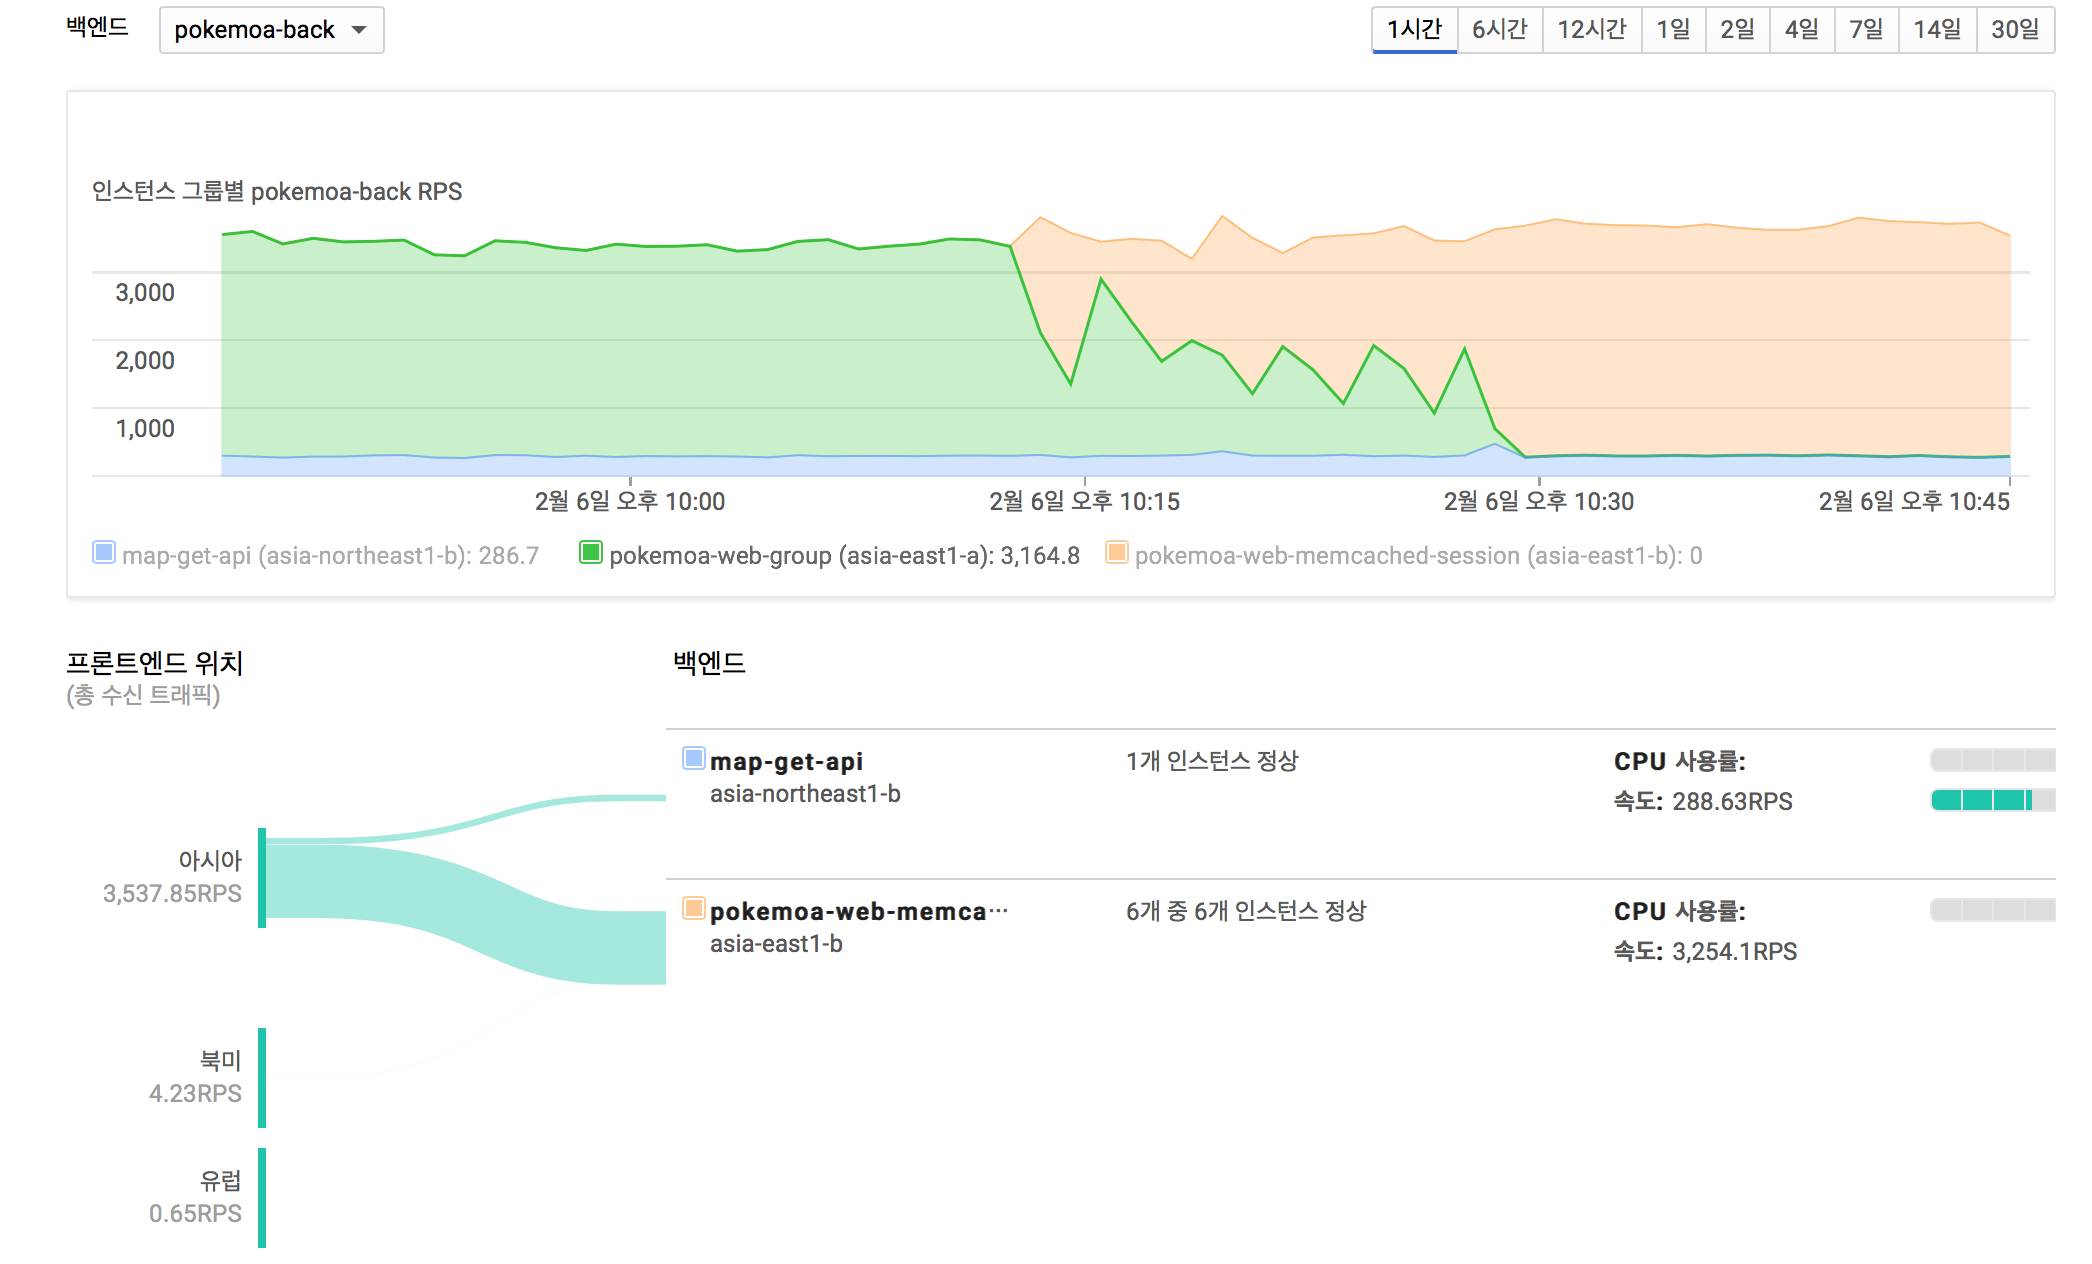 백엔드 pokemoa-back 1시간 6시간 12시간 1일 2일 4일 7일 14일 30일
인스턴스 그룹별 pokemoa-back RPS
3,000
2,000
1,000
2월 6일 오후 10:00 2월 6일 오후 10:15 2월 6일 오후 10:30 2월 6일 오후 10:45
map-get-api (asia-northeast1-b): 286.7 pokemoa-web-group (asia-east1-a): 3,164.8 pokemoa-web-memcached-session (asia-east1-b): 0
프론트엔드 위치 백엔드
(총 수신 트래픽)
map-get-api 1개 인스턴스 정상 CPU 사용률:
asia-northeast1-b 속도: 288.63RPS
아시아
3,537.85RPS
pokemoa-web-memca… 6개 중 6개 인스턴스 정상 CPU 사용률:
asia-east1-b 속도: 3,254.1RPS
북미
4.23RPS
유럽
0.65RPS